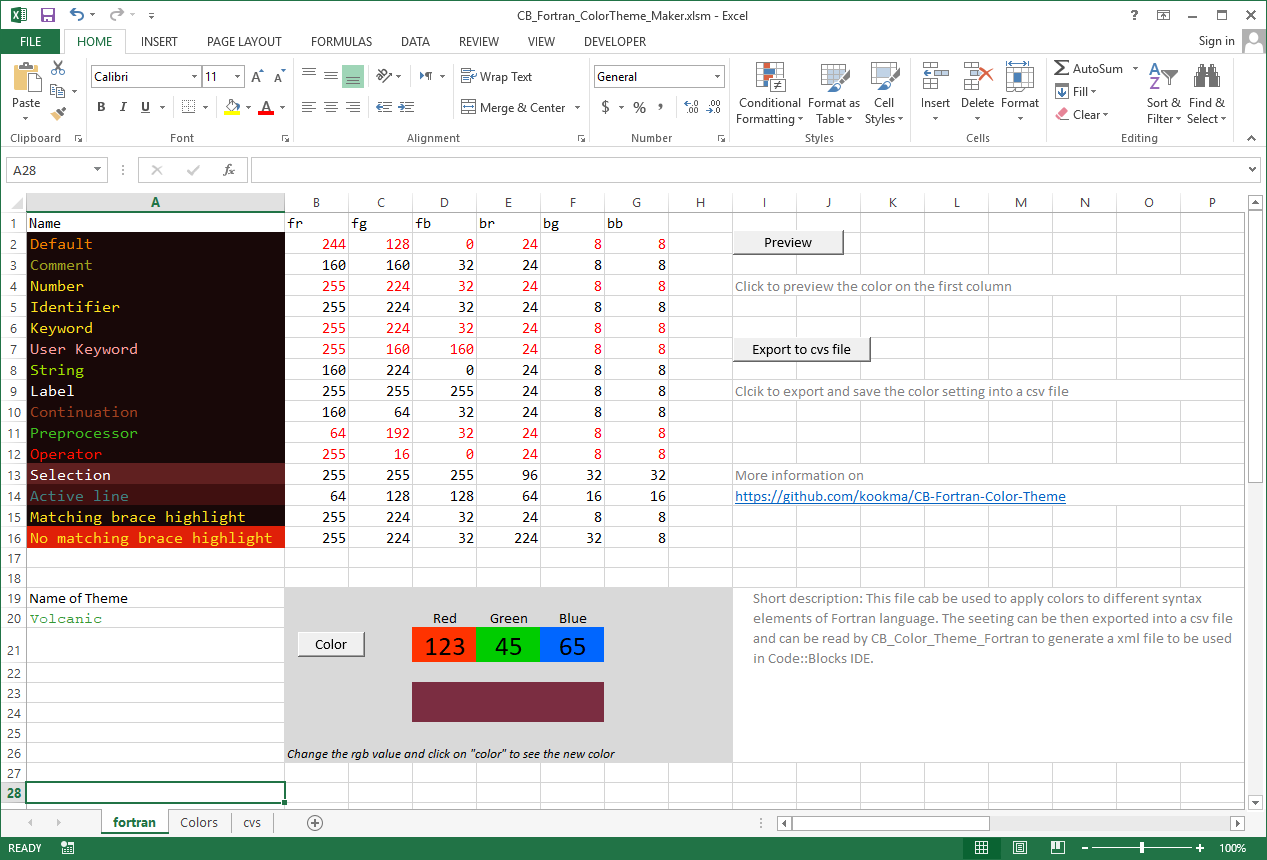 CB_Fortran_ColorTheme_Maker.xlsm - Excel
FILE HOME INSERT PAGE LAYOUT FORMULAS DATA REVIEW VIEW DEVELOPER Sign in
Paste
Calibri 11
B I U A
Wrap Text
Merge & Center
General
$ % ,
Conditional Formatting
Format as Table
Cell Styles
Insert Delete Format
AutoSum
Fill
Clear
Sort & Filter
Find & Select
Clipboard Font Alignment Number Styles Cells Editing
A28 fx
A B C D E F G H I J K L M N O P
1 Name fr fg fb br bg bb
2 Default 244 128 0 24 8 8 Preview
3 Comment 160 160 32 24 8 8
4 Number 255 224 32 24 8 8 Click to preview the color on the first column
5 Identifier 255 224 32 24 8 8
6 Keyword 255 224 32 24 8 8
7 User Keyword 255 160 160 24 8 8 Export to cvs file
8 String 160 224 0 24 8 8
9 Label 255 255 255 24 8 8 Clcik to export and save the color setting into a csv file
10 Continuation 160 64 32 24 8 8
11 Preprocessor 64 192 32 24 8 8
12 Operator 255 16 0 24 8 8
13 Selection 255 255 255 96 32 32 More information on
14 Active line 64 128 128 64 16 16 https://github.com/kookma/CB-Fortran-Color-Theme
15 Matching brace highlight 255 224 32 24 8 8
16 No matching brace highlight 255 224 32 224 32 8
17
18
19 Name of Theme
20 Volcanic Red Green Blue
21 Color 123 45 65
22
23
24
25
26 Change the rgb value and click on "color" to see the new color
27
28
Short description: This file cab be used to apply colors to different syntax
elements of Fortran language. The seeting can be then exported into a csv file
and can be read by CB_Color_Theme_Fortran to generate a xml file to be used
in Code::Blocks IDE.
fortran Colors cvs
READY 100%